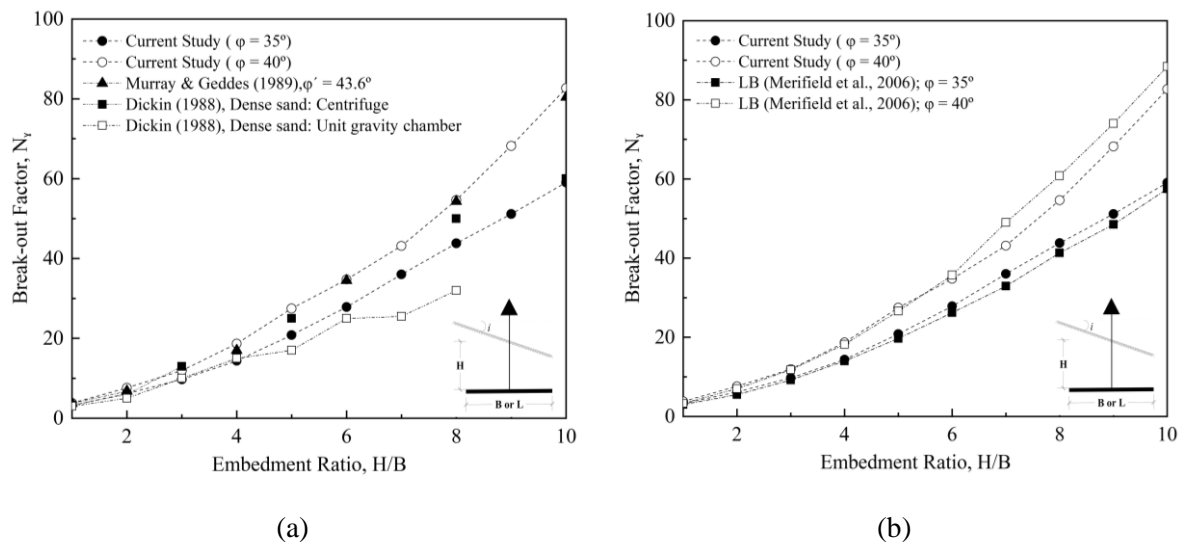 100
80
60
40
20
0
Break-out Factor, Nγ
Current Study ( φ = 35º)
Current Study ( φ = 40º)
Murray & Geddes (1989),φ´ = 43.6º
Dickin (1988), Dense sand: Centrifuge
Dickin (1988), Dense sand: Unit gravity chamber
i
H
B or L
2 4 6 8 10
Embedment Ratio, H/B
(a)
100
80
60
40
20
0
Break-out Factor, Nγ
Current Study ( φ = 35º)
Current Study ( φ = 40º)
LB (Merifield et al., 2006); φ = 35º
LB (Merifield et al., 2006); φ = 40º
i
H
B or L
2 4 6 8 10
Embedment Ratio, H/B
(b)